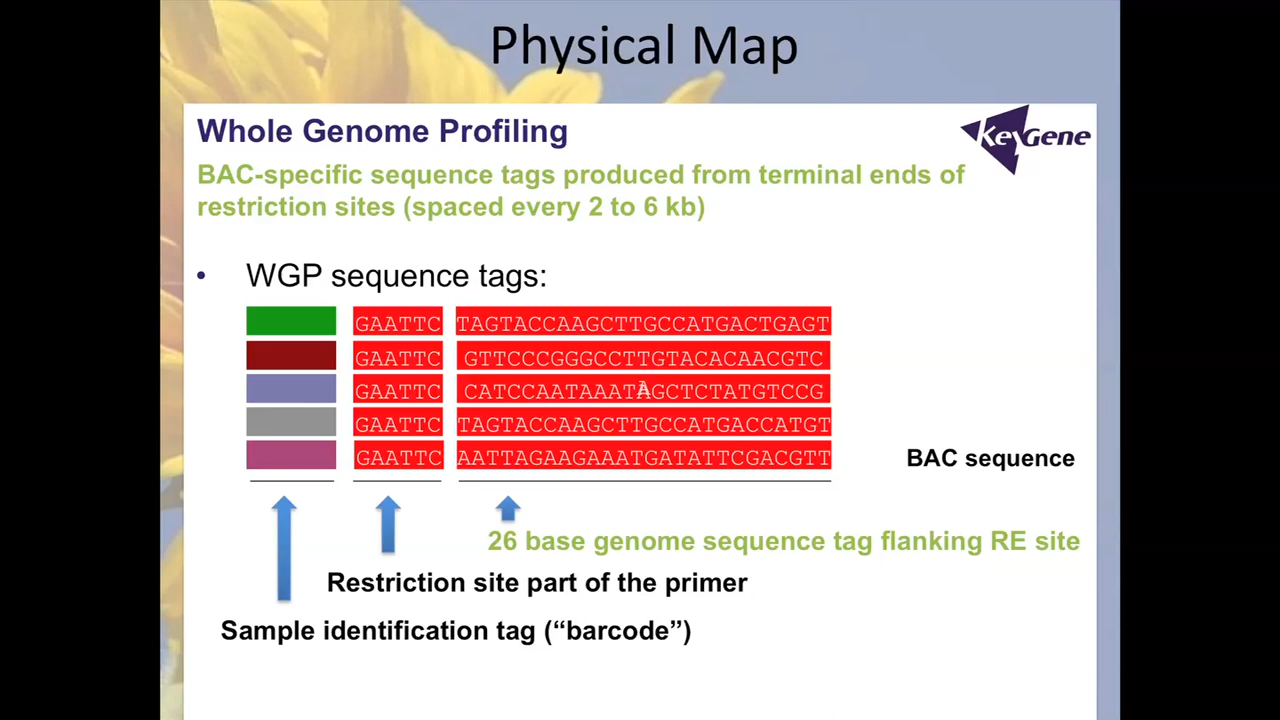 Physical Map
Whole Genome Profiling
KeyGene
BAC-specific sequence tags produced from terminal ends of
restriction sites (spaced every 2 to 6 kb)
• WGP sequence tags:
GAATTC TAGTACCAAGCTTGCCATGACTGAGT
GAATTC GTTCCCGGGCCTTGTACACAACGTC
GAATTC CATCCAATAAATAGCTCTATGTCCG
GAATTC TAGTACCAAGCTTGCCATGACCATGT
GAATTC AATTAGAAGAAATGATATTCGACGTT
BAC sequence
26 base genome sequence tag flanking RE site
Restriction site part of the primer
Sample identification tag (“barcode”)